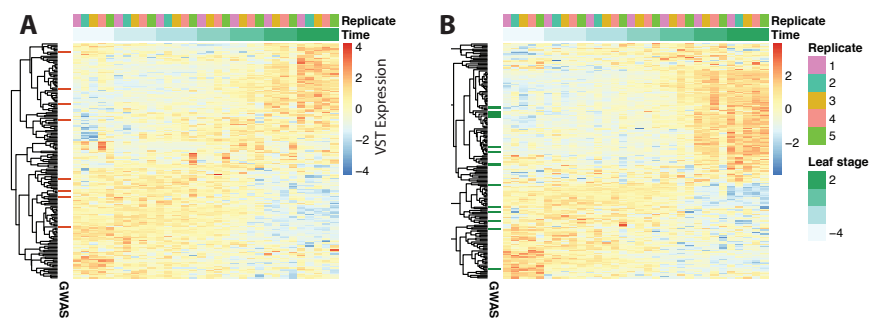 A
Replicate
Time
4
2
0
−2
−4
VST Expression
GWAS
B
Replicate
Time
2
0
−2
GWAS
Replicate
1
2
3
4
5
Leaf stage
2
−4